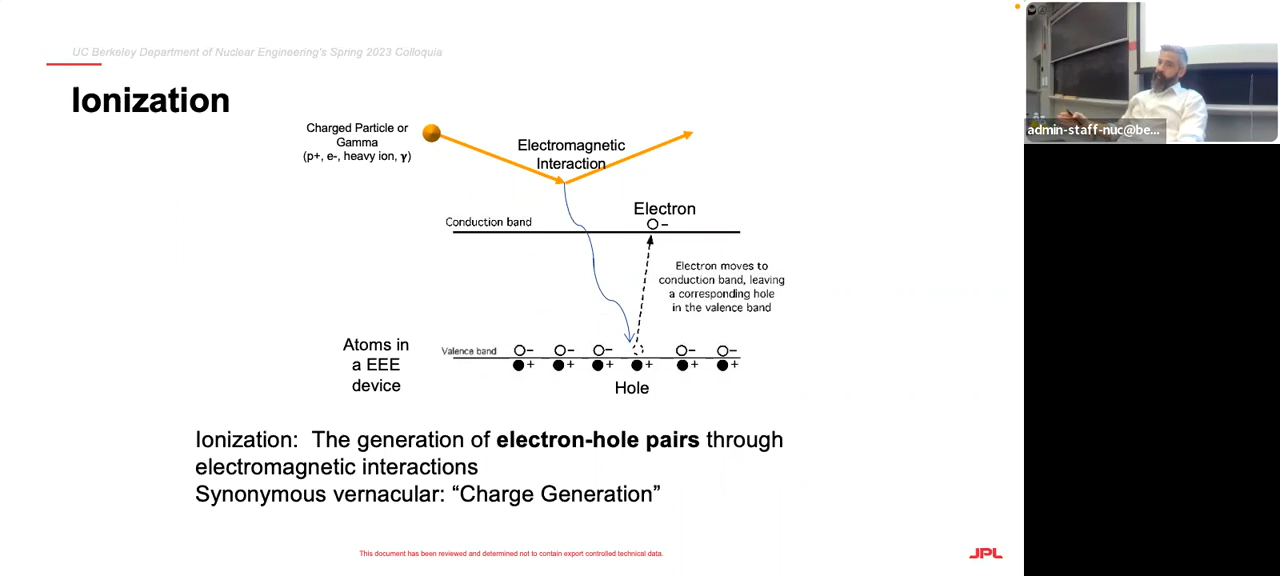 UC Berkeley Department of Nuclear Engineering's Spring 2023 Colloquia
Ionization
Charged Particle or
Gamma
(p+, e-, heavy ion, γ)
Electromagnetic
Interaction
admin-staff-nuc@be...
Electron
Conduction band
Electron moves to
conduction band, leaving
a corresponding hole
in the valence band
Atoms in
a EEE
device
Valence band
Hole
Ionization: The generation of electron-hole pairs through
electromagnetic interactions
Synonymous vernacular: “Charge Generation”
This document has been reviewed and determined not to contain export controlled technical data.
JPL